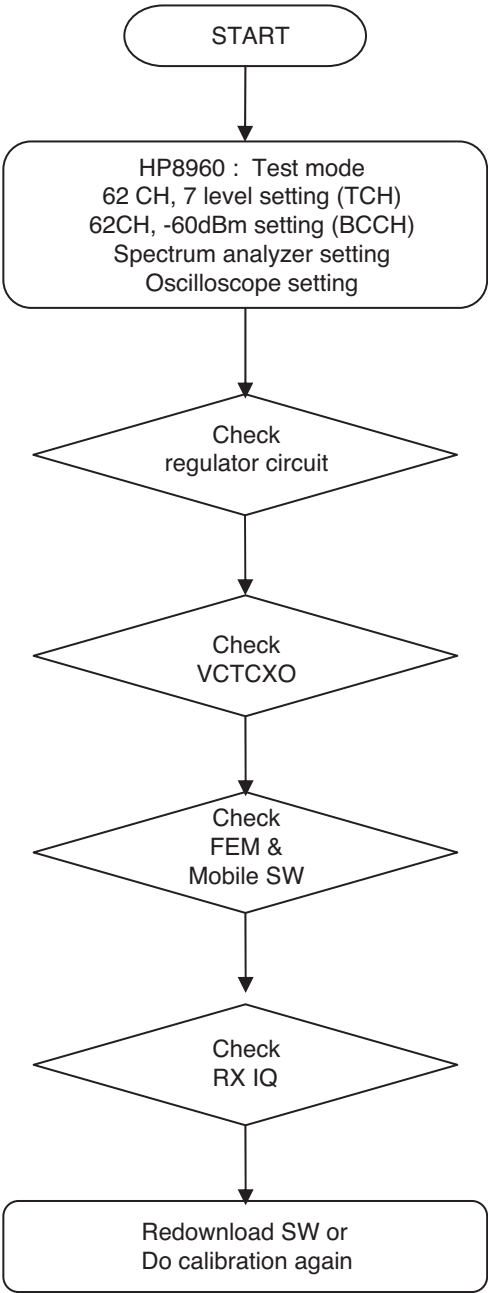 START
HP8960 : Test mode
62 CH, 7 level setting (TCH)
62CH, -60dBm setting (BCCH)
Spectrum analyzer setting
Oscilloscope setting
Check
regulator circuit
Check
VCTCXO
Check
FEM &
Mobile SW
Check
RX IQ
Redownload SW or
Do calibration again